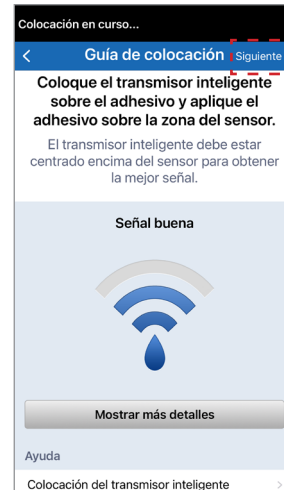 Colocación en curso...
Guía de colocación Siguiente
Coloque el transmisor inteligente
sobre el adhesivo y aplique el
adhesivo sobre la zona del sensor.
El transmisor inteligente debe estar
centrado encima del sensor para obtener
la mejor señal.
Señal buena
Mostrar más detalles
Ayuda
Colocación del transmisor inteligente